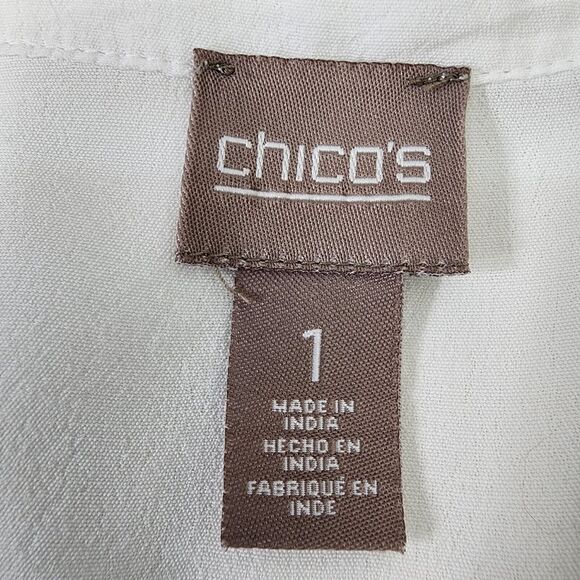 chico's
1
MADE IN
INDIA
HECHO EN
INDIA
FABRIQUÉ EN
INDE